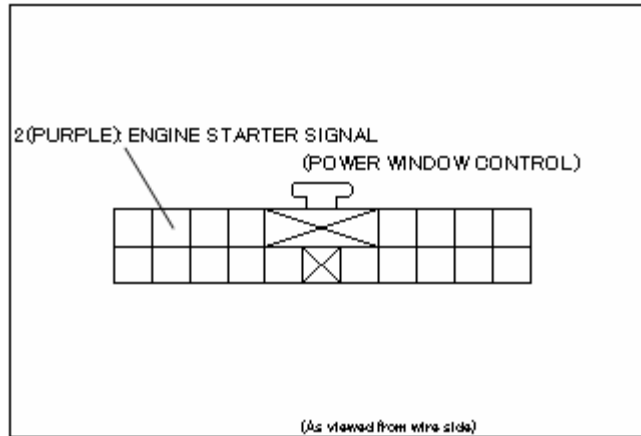 2(PURPLE): ENGINE STARTER SIGNAL
(POWER WINDOW CONTROL)
(As viewed from wire side)